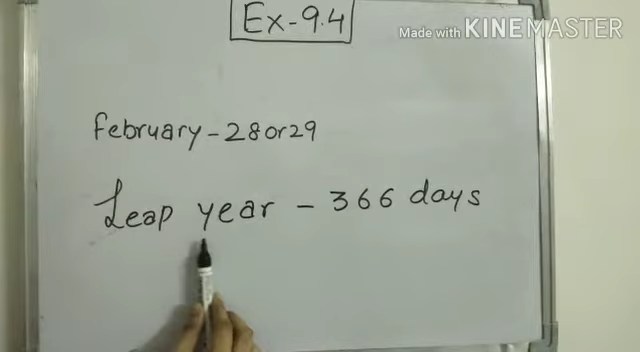 Ex-9.4
Made with KINEMASTER
February - 28 or 29
Leap year - 366 days